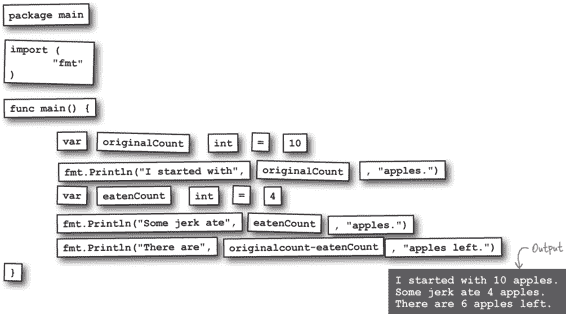 package main
import (
"fmt"
)
func main() {
var originalCount int = 10
fmt.Println("I started with", originalCount , "apples.")
var eatenCount int = 4
fmt.Println("Some jerk ate", eatenCount , "apples.")
fmt.Println("There are", originalcount-eatenCount , "apples left.")
}
Output
I started with 10 apples.
Some jerk ate 4 apples.
There are 6 apples left.